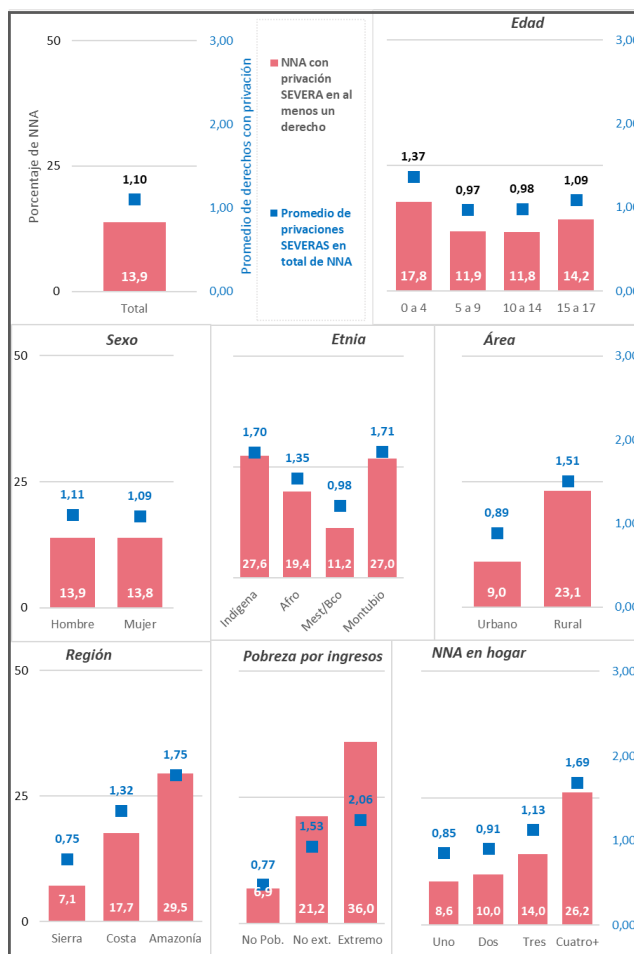 50
25
0
Porcentaje de NNA
1,10
13,9
Total
3,00
2,00
1,00
0,00
Promedio de derechos con privación
NNA con
privación
SEVERA en al
menos un
derecho
Promedio de
privaciones
SEVERAS en
total de NNA
Edad
3,00
2,00
1,00
0,00
1,37
0,97
0,98
1,09
17,8
11,9
11,8
14,2
0 a 4
5 a 9
10 a 14
15 a 17
Sexo
50
25
0
1,11
1,09
13,9
13,8
Hombre
Mujer
Etnia
1,70
1,35
0,98
1,71
27,6
19,4
11,2
27,0
Indígena
Afro
Mest/Bco
Montubio
Área
3,00
2,00
1,00
0,00
0,89
1,51
9,0
23,1
Urbano
Rural
Región
50
25
0
0,75
1,32
1,75
7,1
17,7
29,5
Sierra
Costa
Amazonía
Pobreza por ingresos
0,77
1,53
2,06
6,9
21,2
36,0
No Pob.
No ext.
Extremo
NNA en hogar
3,00
2,00
1,00
0,00
0,85
0,91
1,13
1,69
8,6
10,0
14,0
26,2
Uno
Dos
Tres
Cuatro+